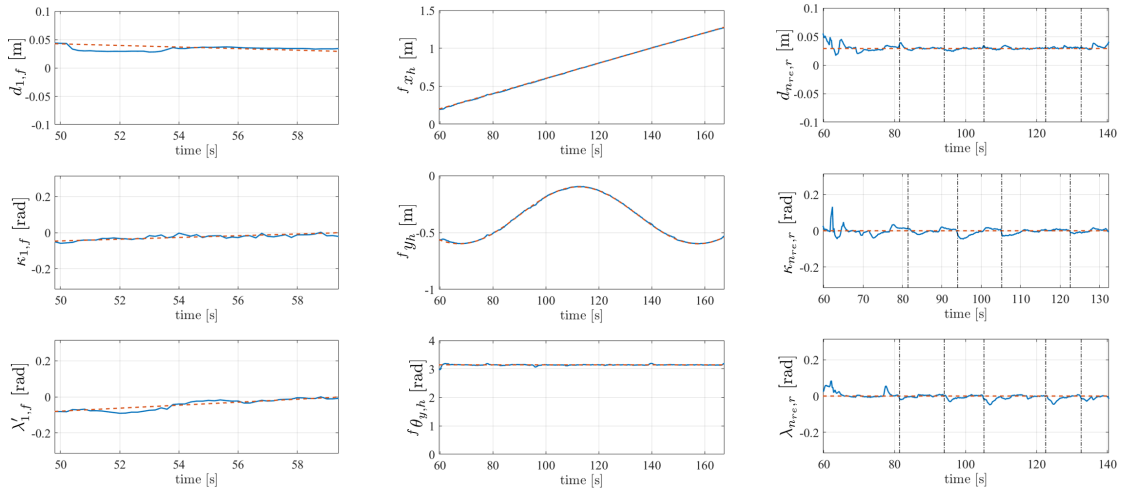 0.1
0.05
0
-0.05
-0.1
d_{1,f} [m]
50 52 54 56 58
time [s]
1.5
1
0.5
0
^f x_h [m]
60 80 100 120 140 160
time [s]
0.1
0.05
0
-0.05
-0.1
d_{n_{re},r} [m]
60 80 100 120 140
time [s]
0.2
0
-0.2
κ_{1,f} [rad]
50 52 54 56 58
time [s]
0
-0.5
-1
^f y_h [m]
60 80 100 120 140 160
time [s]
0.2
0
-0.2
κ_{n_{re},r} [rad]
60 70 80 90 100 110 120 130
time [s]
0.2
0
-0.2
λ'_{1,f} [rad]
50 52 54 56 58
time [s]
4
3
2
1
0
^f θ_{y,h} [rad]
60 80 100 120 140 160
time [s]
0.2
0
-0.2
λ_{n_{re},r} [rad]
60 80 100 120 140
time [s]